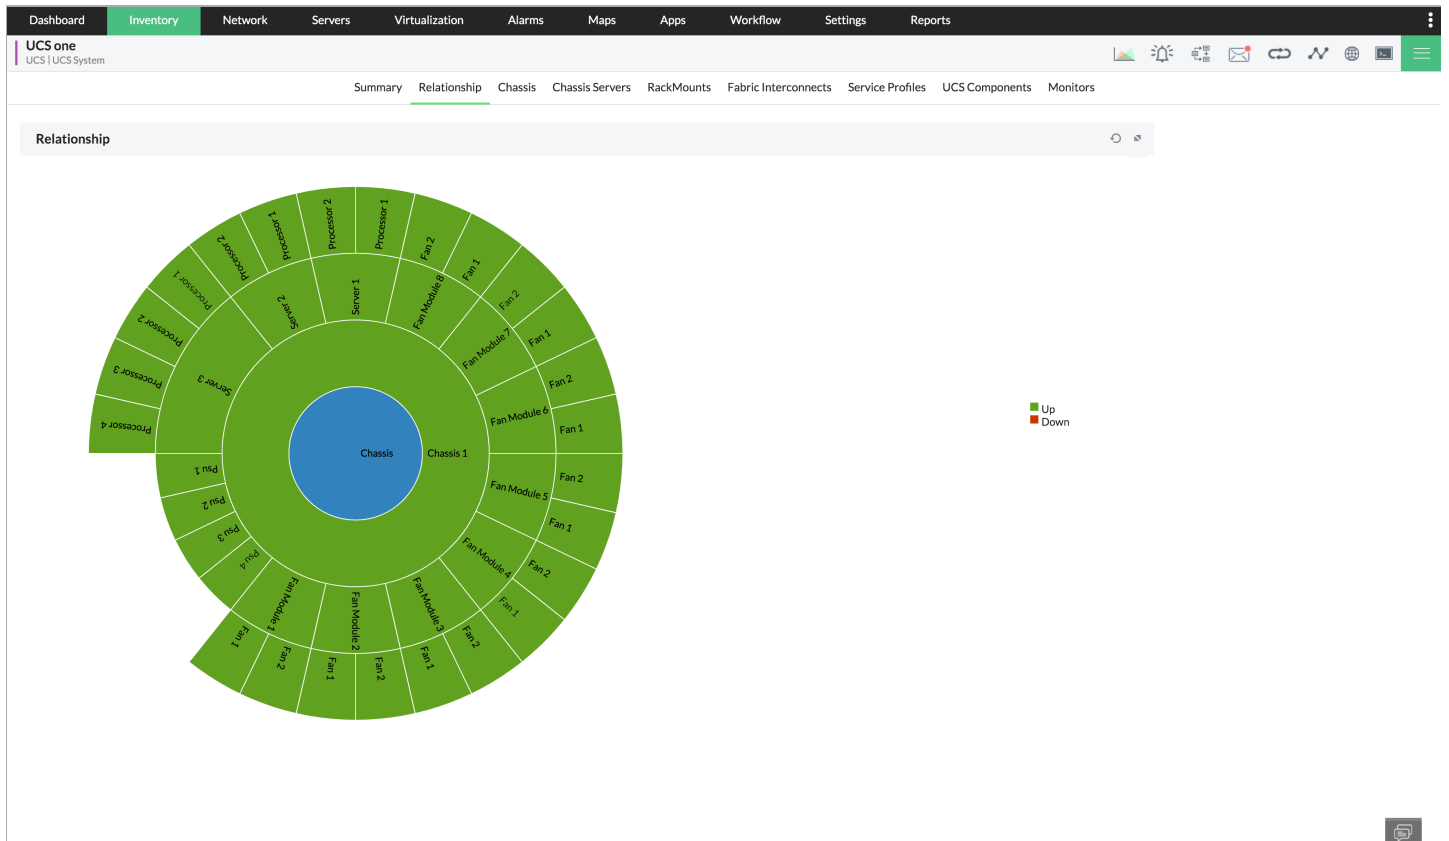 Dashboard Inventory Network Servers Virtualization Alarms Maps Apps Workflow Settings Reports
UCS one
UCS | UCS System
Summary Relationship Chassis Chassis Servers RackMounts Fabric Interconnects Service Profiles UCS Components Monitors
Relationship
Chassis
Chassis 1
Server 1
Processor 1
Processor 2
Server 2
Processor 1
Processor 2
Server 3
Processor 1
Processor 2
Processor 3
Processor 4
Psu 1
Psu 2
Psu 3
Psu 4
Fan Module 1
Fan 1
Fan 2
Fan Module 2
Fan 1
Fan 2
Fan Module 3
Fan 1
Fan 2
Fan Module 4
Fan 1
Fan 2
Fan Module 5
Fan 1
Fan 2
Fan Module 6
Fan 1
Fan 2
Fan Module 7
Fan 1
Fan 2
Fan Module 8
Fan 1
Fan 2
Up
Down